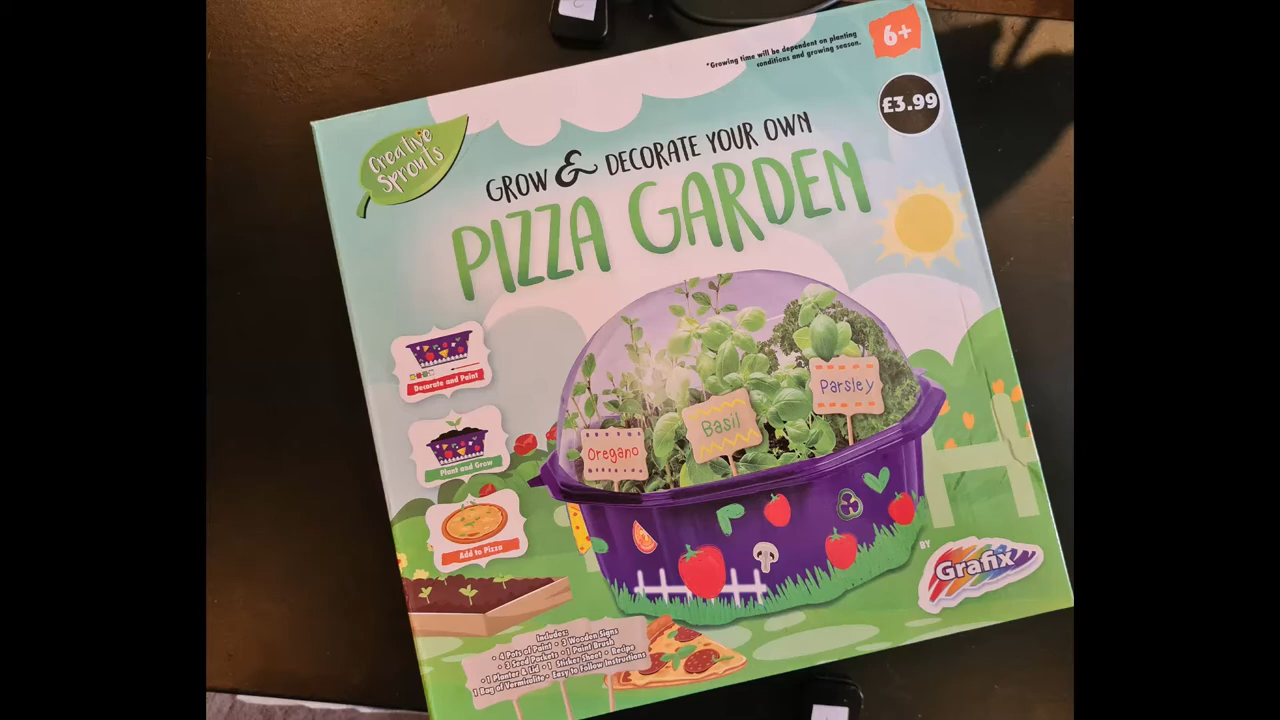 6+
*Growing time will be dependent on planting
conditions and growing season.
£3.99
Creative
Sprouts
GROW & DECORATE YOUR OWN
PIZZA GARDEN
Decorate and Paint
Plant and Grow
Add to Pizza
Oregano
Basil
Parsley
BY
Grafix
Includes:
• 4 Pots of Paint • 3 Wooden Signs
• 3 Seed Packets • 1 Paint Brush
• 1 Planter & Lid • 1 Sticker Sheet • Recipe
1 Bag of Vermiculite • Easy to Follow Instructions